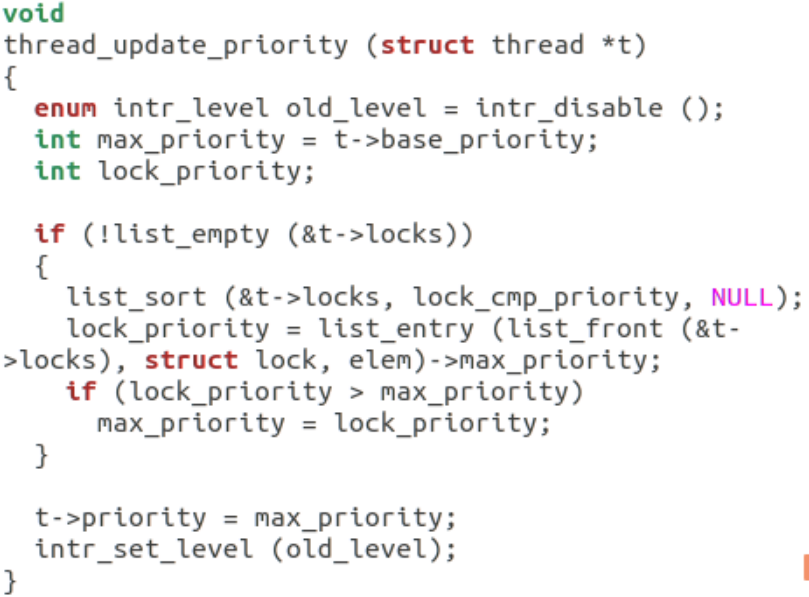 void
thread_update_priority (struct thread *t)
{
  enum intr_level old_level = intr_disable ();
  int max_priority = t->base_priority;
  int lock_priority;

  if (!list_empty (&t->locks))
  {
    list_sort (&t->locks, lock_cmp_priority, NULL);
    lock_priority = list_entry (list_front (&t-
>locks), struct lock, elem)->max_priority;
    if (lock_priority > max_priority)
      max_priority = lock_priority;
  }

  t->priority = max_priority;
  intr_set_level (old_level);
}